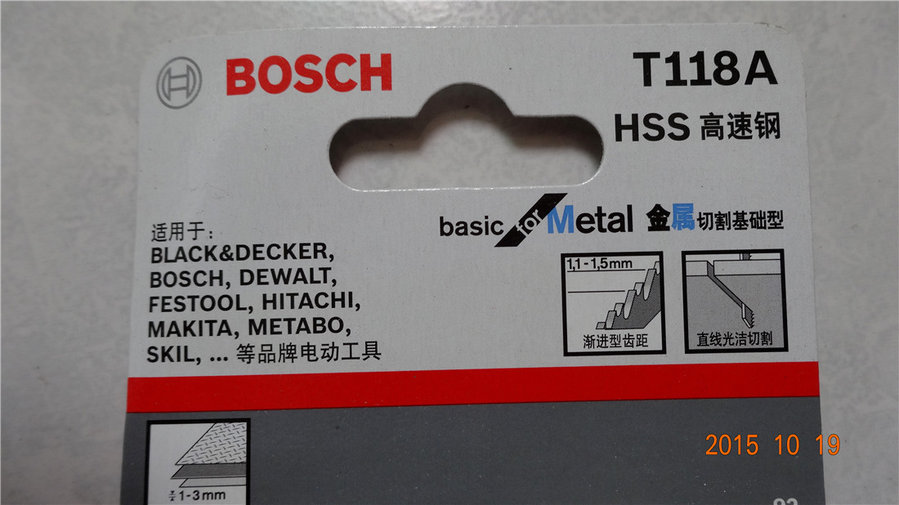 BOSCH
T118A
HSS 高速钢
basic for Metal 金属切割基础型
适用于:
BLACK&DECKER,
BOSCH, DEWALT,
FESTOOL, HITACHI,
MAKITA, METABO,
SKIL, ... 等品牌电动工具
1,1-1,5mm
渐进型齿距
直线光洁切割
1-3mm
2015 10 19